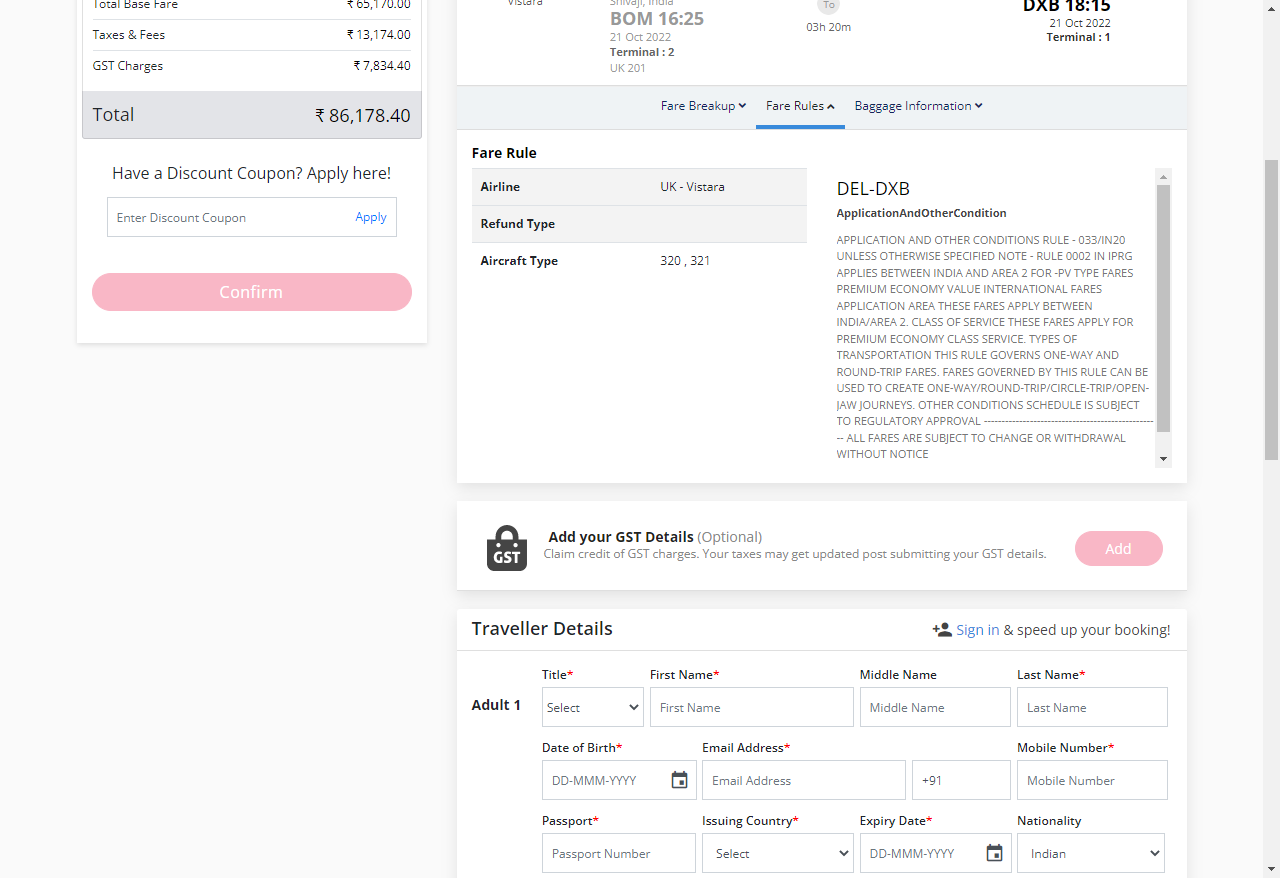 Total Base Fare ₹ 65,170.00
Taxes & Fees ₹ 13,174.00
GST Charges ₹ 7,834.40
Total ₹ 86,178.40
Have a Discount Coupon? Apply here!
Enter Discount Coupon Apply
Confirm
Vistara
Shivaji, India
BOM 16:25
21 Oct 2022
Terminal : 2
UK 201
To
03h 20m
DXB 18:15
21 Oct 2022
Terminal : 1
Fare Breakup Fare Rules Baggage Information
Fare Rule
Airline UK - Vistara
Refund Type
Aircraft Type 320 , 321
DEL-DXB
ApplicationAndOtherCondition
APPLICATION AND OTHER CONDITIONS RULE - 033/IN20
UNLESS OTHERWISE SPECIFIED NOTE - RULE 0002 IN IPRG
APPLIES BETWEEN INDIA AND AREA 2 FOR -PV TYPE FARES
PREMIUM ECONOMY VALUE INTERNATIONAL FARES
APPLICATION AREA THESE FARES APPLY BETWEEN
INDIA/AREA 2. CLASS OF SERVICE THESE FARES APPLY FOR
PREMIUM ECONOMY CLASS SERVICE. TYPES OF
TRANSPORTATION THIS RULE GOVERNS ONE-WAY AND
ROUND-TRIP FARES. FARES GOVERNED BY THIS RULE CAN BE
USED TO CREATE ONE-WAY/ROUND-TRIP/CIRCLE-TRIP/OPEN-
JAW JOURNEYS. OTHER CONDITIONS SCHEDULE IS SUBJECT
TO REGULATORY APPROVAL ------------------------------------------------
-- ALL FARES ARE SUBJECT TO CHANGE OR WITHDRAWAL
WITHOUT NOTICE
GST
Add your GST Details (Optional)
Claim credit of GST charges. Your taxes may get updated post submitting your GST details.
Add
Traveller Details
Sign in & speed up your booking!
Title* First Name* Middle Name Last Name*
Adult 1 Select First Name Middle Name Last Name
Date of Birth* Email Address* Mobile Number*
DD-MMM-YYYY Email Address +91 Mobile Number
Passport* Issuing Country* Expiry Date* Nationality
Passport Number Select DD-MMM-YYYY Indian